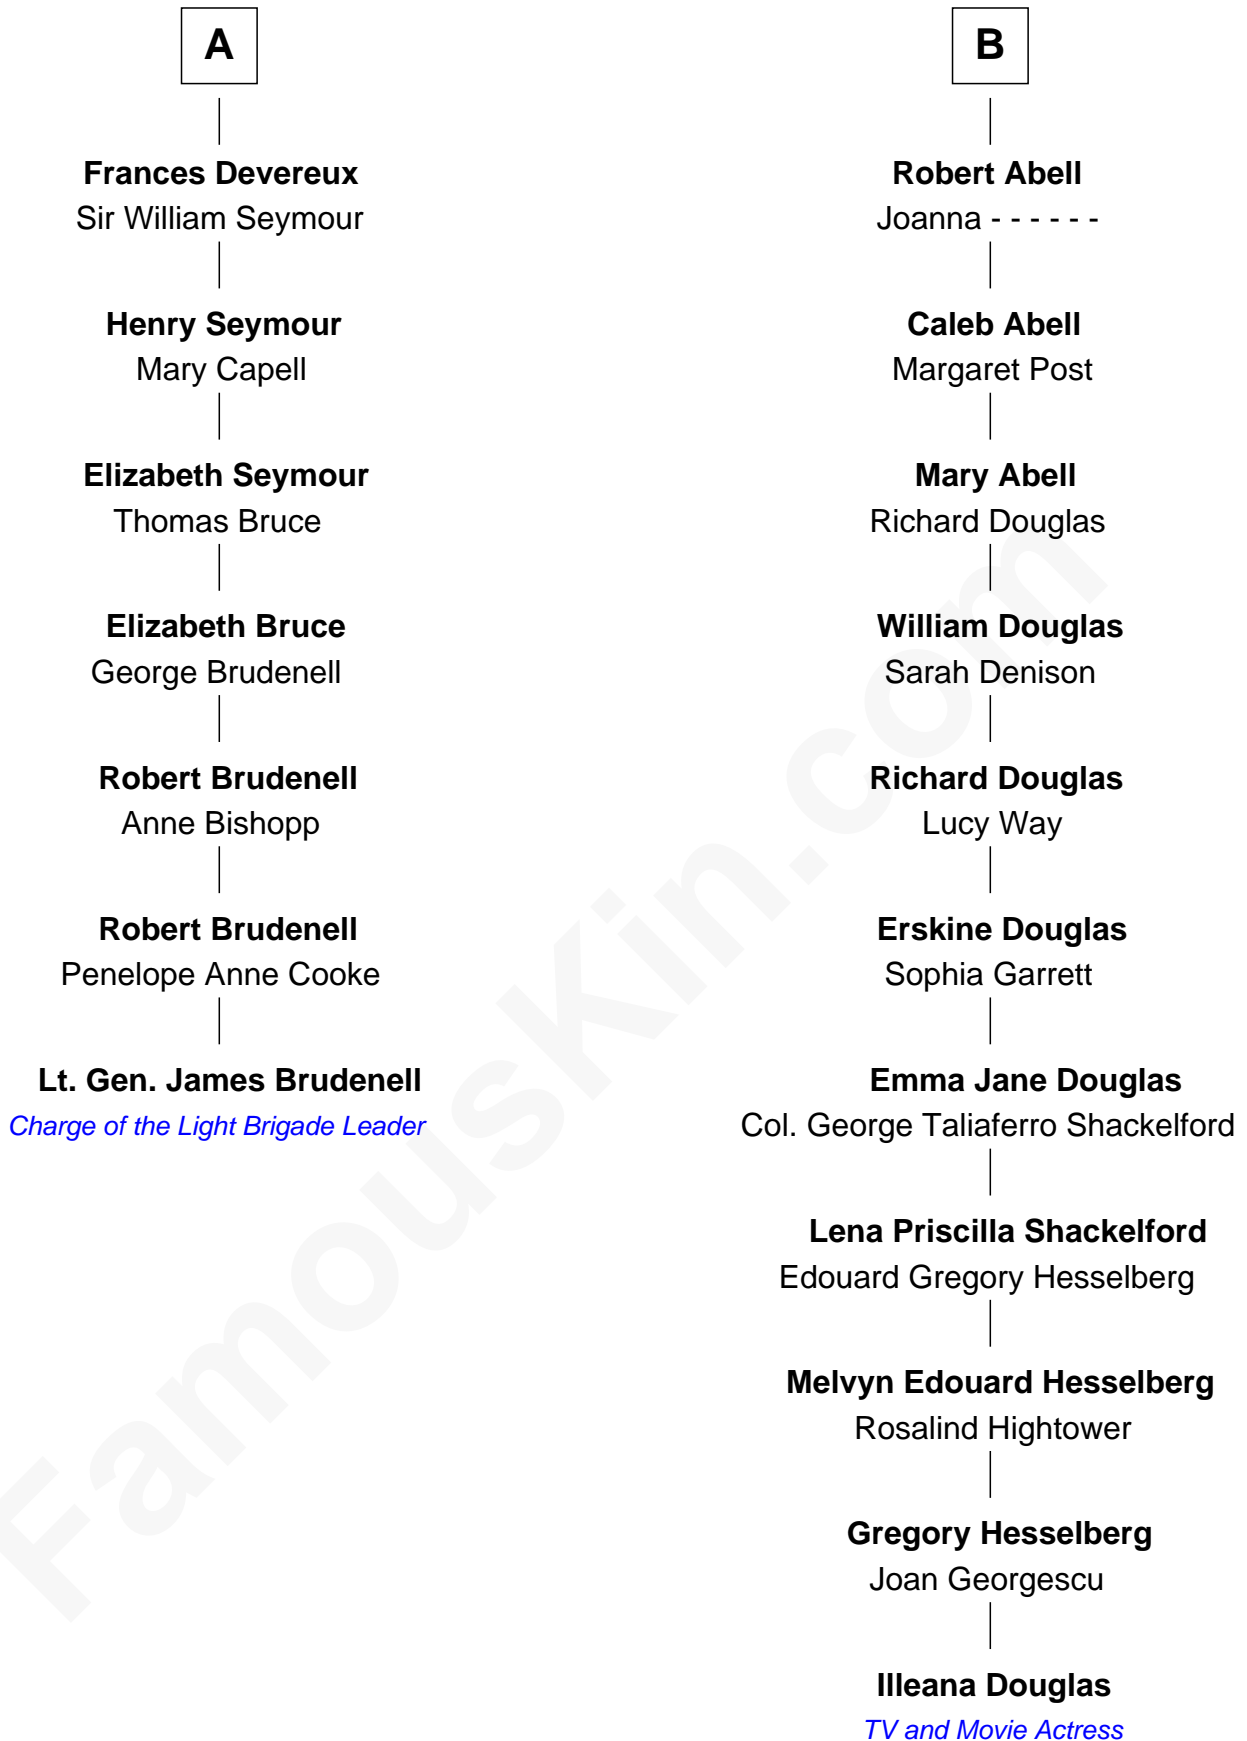 A
Frances Devereux
Sir William Seymour
Henry Seymour
Mary Capell
Elizabeth Seymour
Thomas Bruce
Elizabeth Bruce
George Brudenell
Robert Brudenell
Anne Bishopp
Robert Brudenell
Penelope Anne Cooke
Lt. Gen. James Brudenell
Charge of the Light Brigade Leader
B
Robert Abell
Joanna - - - - - -
Caleb Abell
Margaret Post
Mary Abell
Richard Douglas
William Douglas
Sarah Denison
Richard Douglas
Lucy Way
Erskine Douglas
Sophia Garrett
Emma Jane Douglas
Col. George Taliaferro Shackelford
Lena Priscilla Shackelford
Edouard Gregory Hesselberg
Melvyn Edouard Hesselberg
Rosalind Hightower
Gregory Hesselberg
Joan Georgescu
Illeana Douglas
TV and Movie Actress
FamousKin.com